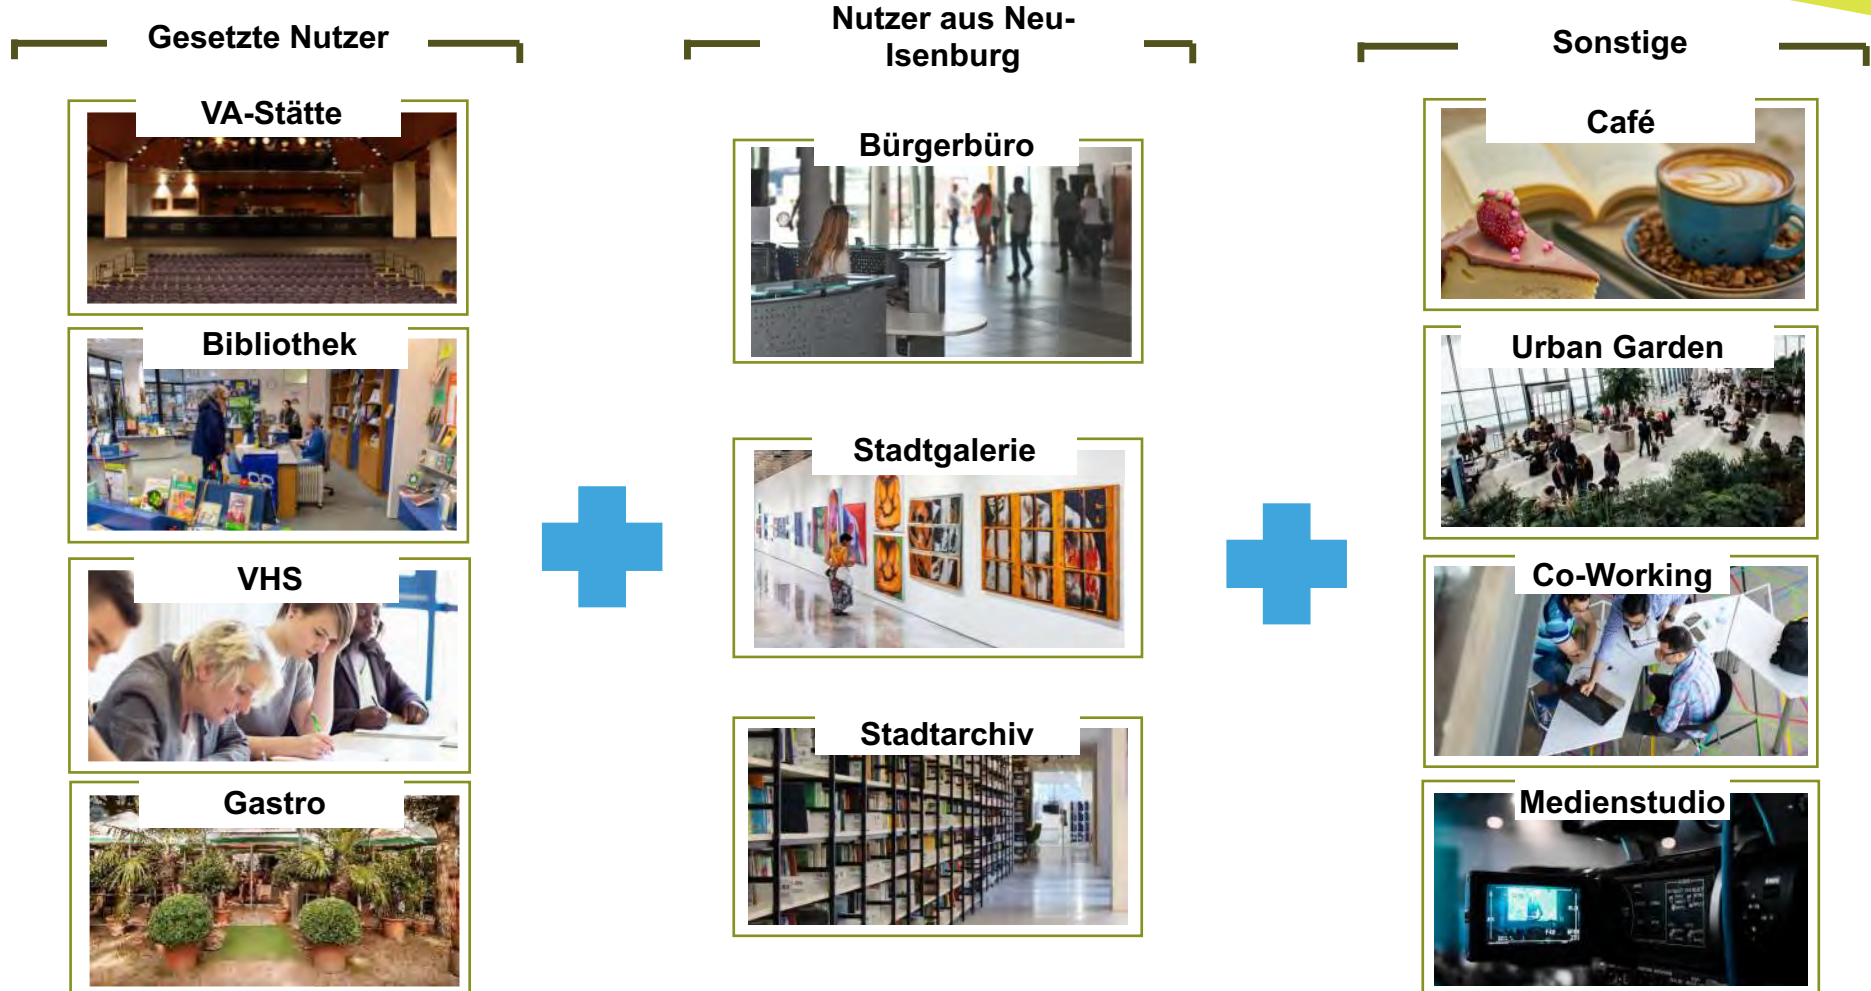 Gesetzte Nutzer
VA-Stätte
Bibliothek
VHS
Gastro
Nutzer aus Neu-
Isenburg
Bürgerbüro
Stadtgalerie
Stadtarchiv
Sonstige
Café
Urban Garden
Co-Working
Medienstudio